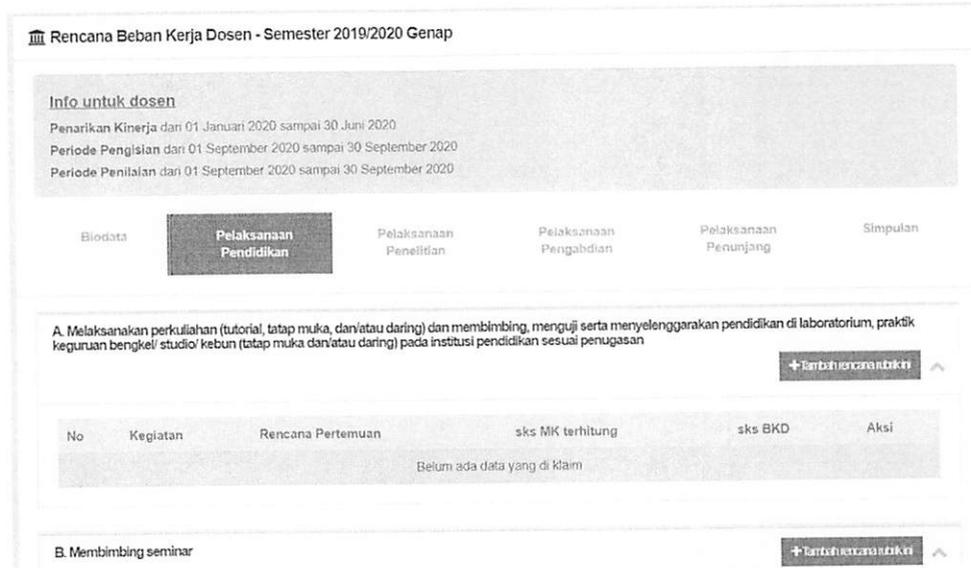 Rencana Beban Kerja Dosen - Semester 2019/2020 Genap
Info untuk dosen
Penarikan Kinerja dari 01 Januari 2020 sampai 30 Juni 2020
Periode Pengisian dari 01 September 2020 sampai 30 September 2020
Periode Penilaian dari 01 September 2020 sampai 30 September 2020
Biodata
Pelaksanaan
Pendidikan
Pelaksanaan
Penelitian
Pelaksanaan
Pengabdian
Pelaksanaan
Penunjang
Simpulan
A. Melaksanakan perkuliahan (tutorial, tatap muka, dan/atau daring) dan membimbing, menguji serta menyelenggarakan pendidikan di laboratorium, praktik
keguruan bengkel/ studio/ kebun (tatap muka dan/atau daring) pada institusi pendidikan sesuai penugasan
+Tambah rencana rubrik ini
No Kegiatan Rencana Pertemuan sks MK terhitung sks BKD Aksi
Belum ada data yang di klaim
B. Membimbing seminar
+Tambah rencana rubrik ini